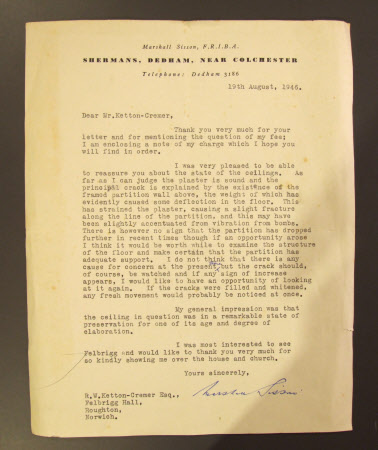 Marshall Sisson, F.R.I.B.A.
SHERMANS, DEDHAM, NEAR COLCHESTER
Telephone: Dedham 3186
19th August, 1946.
Dear Mr.Ketton-Cremer,
Thank you very much for your
letter and for mentioning the question of my fee;
I am enclosing a note of my charge which I hope you
will find in order.
I was very pleased to be able
to reassure you about the state of the ceilings. As
far as I can judge the plaster is sound and the
principal crack is explained by the existence of the
framed partition wall above, the weight of which has
evidently caused some deflection in the floor. This
has strained the plaster, causing a slight fracture
along the line of the partition, and this may have
been slightly accentuated from vibration from bombs.
There is however no sign that the partition has dropped
further in recent times though if an opportunity arose
I think it would be worth while to examine the structure
of the floor and make certain that the partition has
adequate support. I do not think that there is any
cause for concern at the present but the crack should,
of course, be watched and if any sign of increase
appears, I would like to have an opportunity of looking
at it again. If the cracks were filled and whitened,
any fresh movement would probably be noticed at once.
My general impression was that
the ceiling in question was in a remarkable state of
preservation for one of its age and degree of
elaboration.
I was most interested to see
Felbrigg and would like to thank you very much for
so kindly showing me over the house and church.
Yours sincerely,
Marshall Sisson
R.W.Ketton-Cremer Esq.,
Felbrigg Hall,
Roughton,
Norwich.